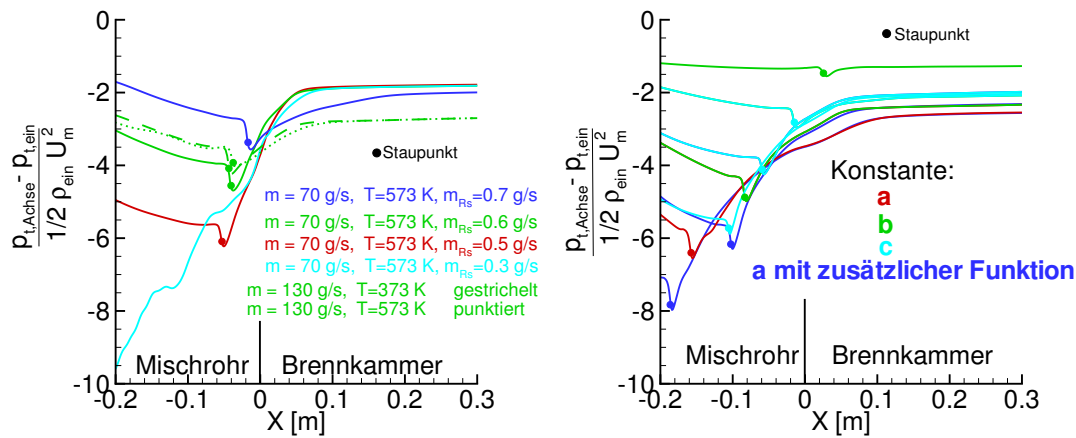 0
-2
-4
-6
-8
-10
-0.2
-0.1
0
0.1
0.2
0.3
X [m]
p_t,Achse - p_t,ein
1/2 ρ_ein U_m^2
Staupunkt
m = 70 g/s, T=573 K, m_Rs=0.7 g/s
m = 70 g/s, T=573 K, m_Rs=0.6 g/s
m = 70 g/s, T=573 K, m_Rs=0.5 g/s
m = 70 g/s, T=573 K, m_Rs=0.3 g/s
m = 130 g/s, T=373 K gestrichelt
m = 130 g/s, T=573 K punktiert
Mischrohr
Brennkammer
0
-2
-4
-6
-8
-10
-0.2
-0.1
0
0.1
0.2
0.3
X [m]
p_t,Achse - p_t,ein
1/2 ρ_ein U_m^2
Staupunkt
Konstante:
a
b
c
a mit zusätzlicher Funktion
Mischrohr
Brennkammer